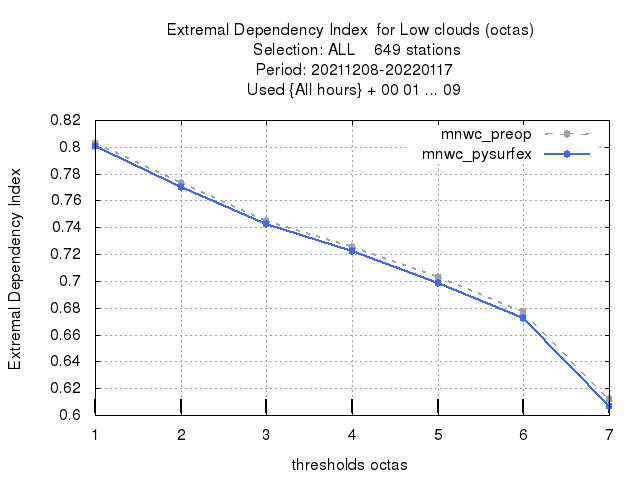 Extremal Dependency Index  for Low clouds (octas)
Selection: ALL    649 stations
Period: 20211208-20220117
Used {All hours} + 00 01 ... 09
mnwc_preop
mnwc_pysurfex
Extremal Dependency Index
0.82
0.8
0.78
0.76
0.74
0.72
0.7
0.68
0.66
0.64
0.62
0.6
1 2 3 4 5 6 7
thresholds octas